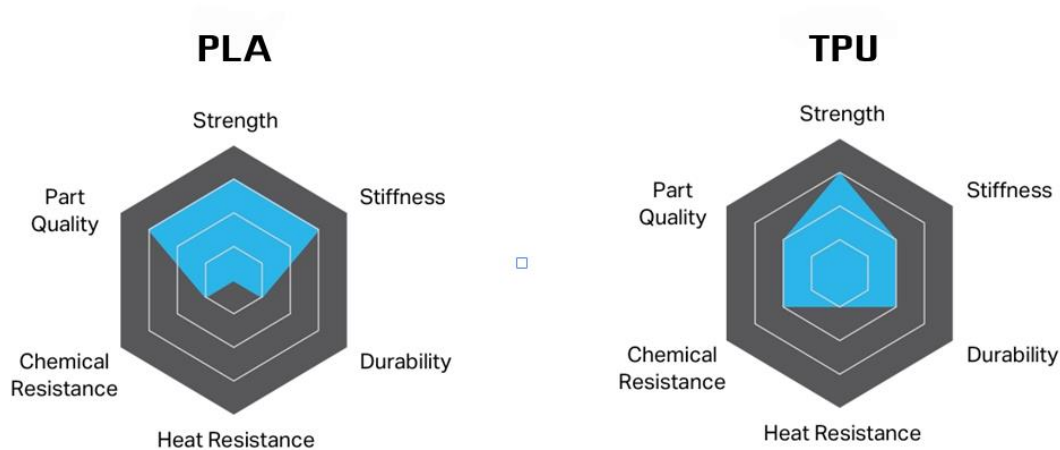 PLA
Strength
Part
Quality
Stiffness
Chemical
Resistance
Durability
Heat Resistance
TPU
Strength
Part
Quality
Stiffness
Chemical
Resistance
Durability
Heat Resistance